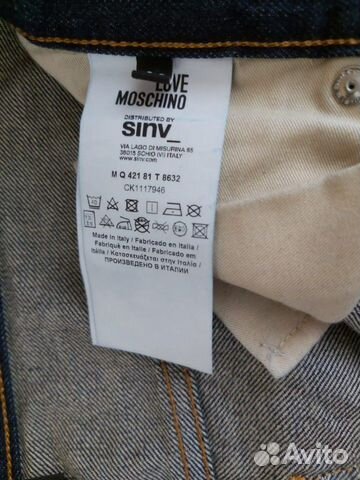 LOVE
MOSCHINO
DISTRIBUTED BY
sinv_
VIA LAGO DI MISURINA 65
36015 SCHIO (VI) ITALY
www.sinv.com
M Q 421 81 T 8632
CK1117946
Made in Italy / Fabricado en Italia /
Fabriqué en Italie / Fabricado em
Itália / Κατασκευάζεται στην Ιταλία /
ПРОИЗВЕДЕНО В ИТАЛИИ
Avito